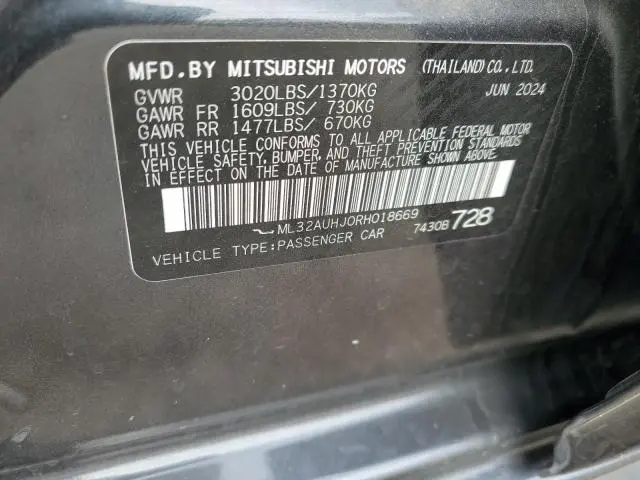 MFD.BY MITSUBISHI MOTORS (THAILAND) CO., LTD.
GVWR 3020LBS/1370KG JUN 2024
GAWR FR 1609LBS/ 730KG
GAWR RR 1477LBS/ 670KG
THIS VEHICLE CONFORMS TO ALL APPLICABLE FEDERAL MOTOR
VEHICLE SAFETY, BUMPER, AND THEFT PREVENTION STANDARDS
IN EFFECT ON THE DATE OF MANUFACTURE SHOWN ABOVE.
ML32AUHJ0RH018669
VEHICLE TYPE:PASSENGER CAR 7430B 728